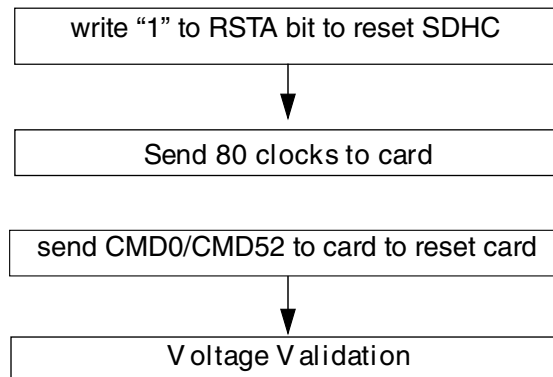 write “1” to RSTA bit to reset SDHC
Send 80 clocks to card
send CMD0/CMD52 to card to reset card
Voltage Validation